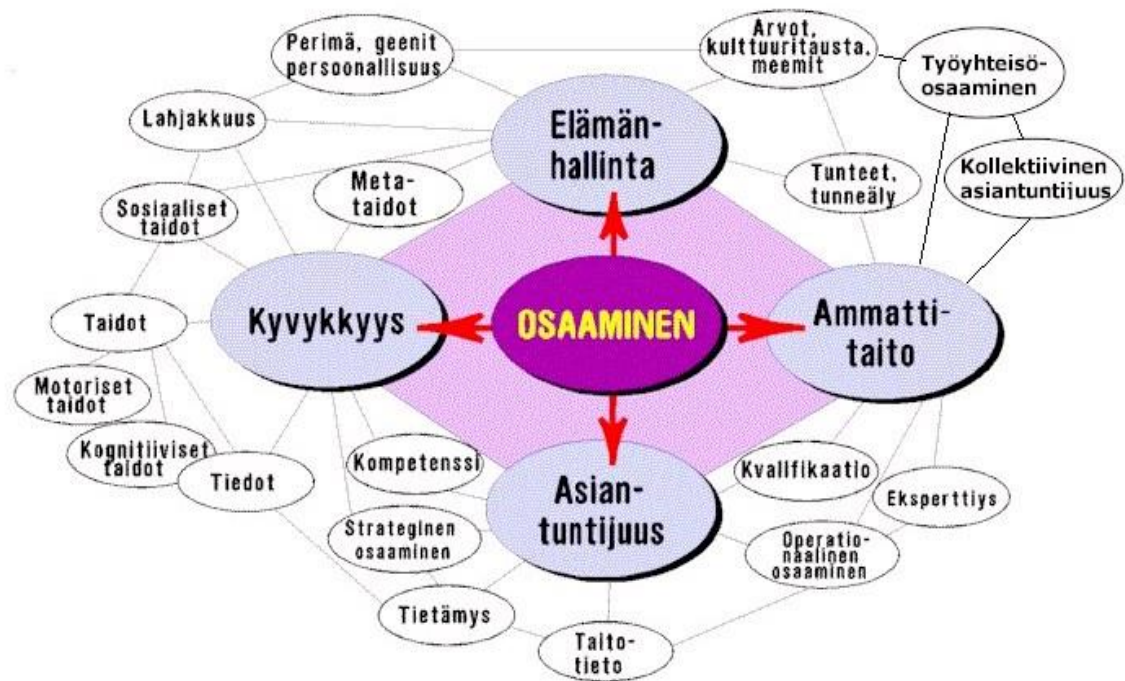 Perimä, geenit
persoonallisuus
Arvot,
kulttuuritausta,
meemit
Työyhteisö-
osaaminen
Lahjakkuus
Elämän-
hallinta
Kollektiivinen
asiantuntijuus
Meta-
taidot
Tunteet,
tunneäly
Sosiaaliset
taidot
Taidot
Kyvykkyys
OSAAMINEN
Ammatti-
taito
Motoriset
taidot
Kognitiiviset
taidot
Tiedot
Kompetenssi
Asian-
tuntijuus
Kvalifikaatio
Eksperttiys
Strateginen
osaaminen
Operatio-
naalinen
osaaminen
Tietämys
Taito-
tieto